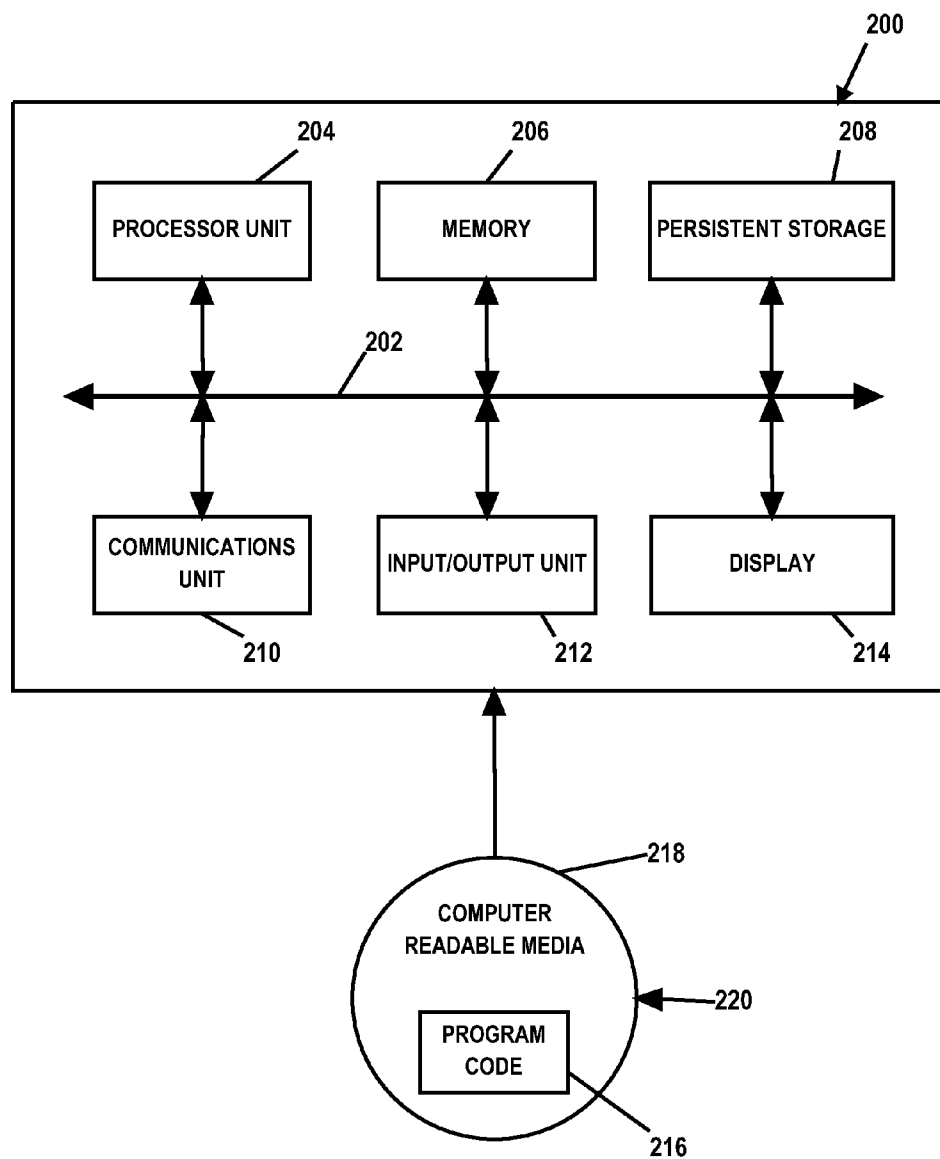 200
204
206
208
PROCESSOR UNIT
MEMORY
PERSISTENT STORAGE
202
COMMUNICATIONS
UNIT
INPUT/OUTPUT UNIT
DISPLAY
210
212
214
218
COMPUTER
READABLE MEDIA
220
PROGRAM
CODE
216